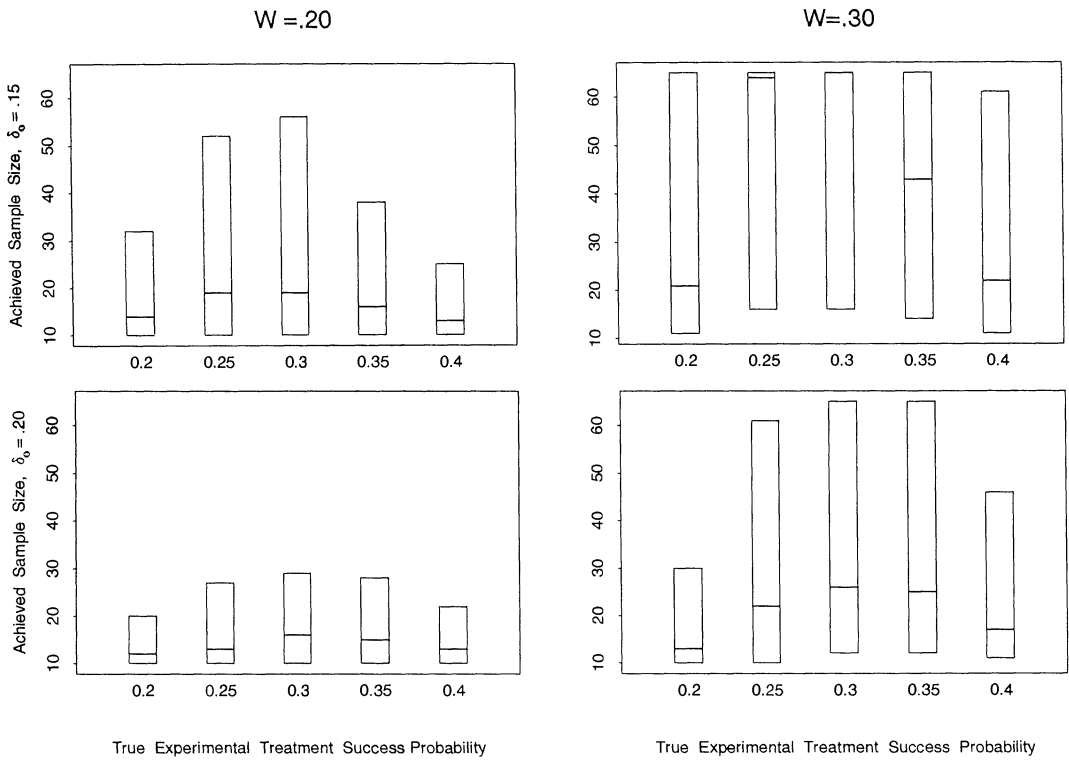 W =.20
W=.30
Achieved Sample Size, δₒ = .15
60
50
40
30
20
10
0.2 0.25 0.3 0.35 0.4
60
50
40
30
20
10
0.2 0.25 0.3 0.35 0.4
Achieved Sample Size, δₒ = .20
60
50
40
30
20
10
0.2 0.25 0.3 0.35 0.4
60
50
40
30
20
10
0.2 0.25 0.3 0.35 0.4
True Experimental Treatment Success Probability
True Experimental Treatment Success Probability